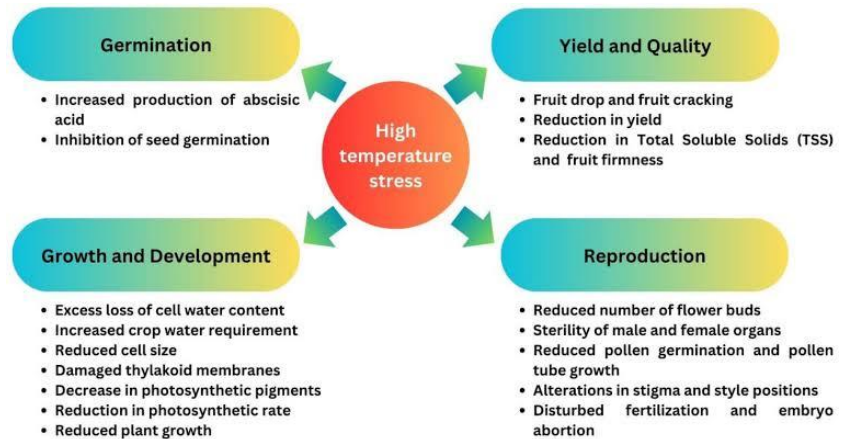 Germination
• Increased production of abscisic
acid
• Inhibition of seed germination
Yield and Quality
• Fruit drop and fruit cracking
• Reduction in yield
• Reduction in Total Soluble Solids (TSS)
and fruit firmness
High
temperature
stress
Growth and Development
• Excess loss of cell water content
• Increased crop water requirement
• Reduced cell size
• Damaged thylakoid membranes
• Decrease in photosynthetic pigments
• Reduction in photosynthetic rate
• Reduced plant growth
Reproduction
• Reduced number of flower buds
• Sterility of male and female organs
• Reduced pollen germination and pollen
tube growth
• Alterations in stigma and style positions
• Disturbed fertilization and embryo
abortion